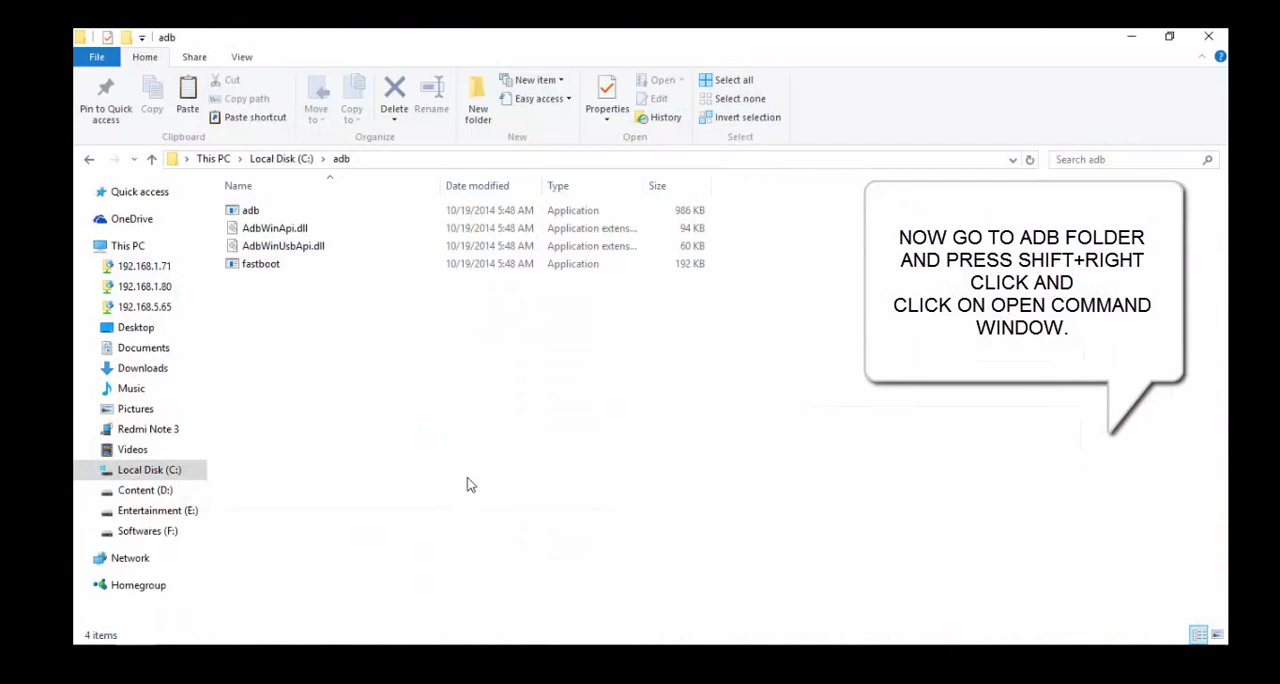 adb
File Home Share View
Pin to Quick access
Copy
Paste
Cut
Copy path
Paste shortcut
Clipboard
Move to
Copy to
Delete
Rename
Organize
New folder
New item
Easy access
New
Properties
Open
Edit
History
Open
Select all
Select none
Invert selection
Select
This PC > Local Disk (C:) > adb
Search adb
Name Date modified Type Size
adb 10/19/2014 5:48 AM Application 986 KB
AdbWinApi.dll 10/19/2014 5:48 AM Application extens... 94 KB
AdbWinUsbApi.dll 10/19/2014 5:48 AM Application extens... 60 KB
fastboot 10/19/2014 5:48 AM Application 192 KB
Quick access
OneDrive
This PC
192.168.1.71
192.168.1.80
192.168.5.65
Desktop
Documents
Downloads
Music
Pictures
Redmi Note 3
Videos
Local Disk (C:)
Content (D:)
Entertainment (E:)
Softwares (F:)
Network
Homegroup
NOW GO TO ADB FOLDER
AND PRESS SHIFT+RIGHT
CLICK AND
CLICK ON OPEN COMMAND
WINDOW.
4 items